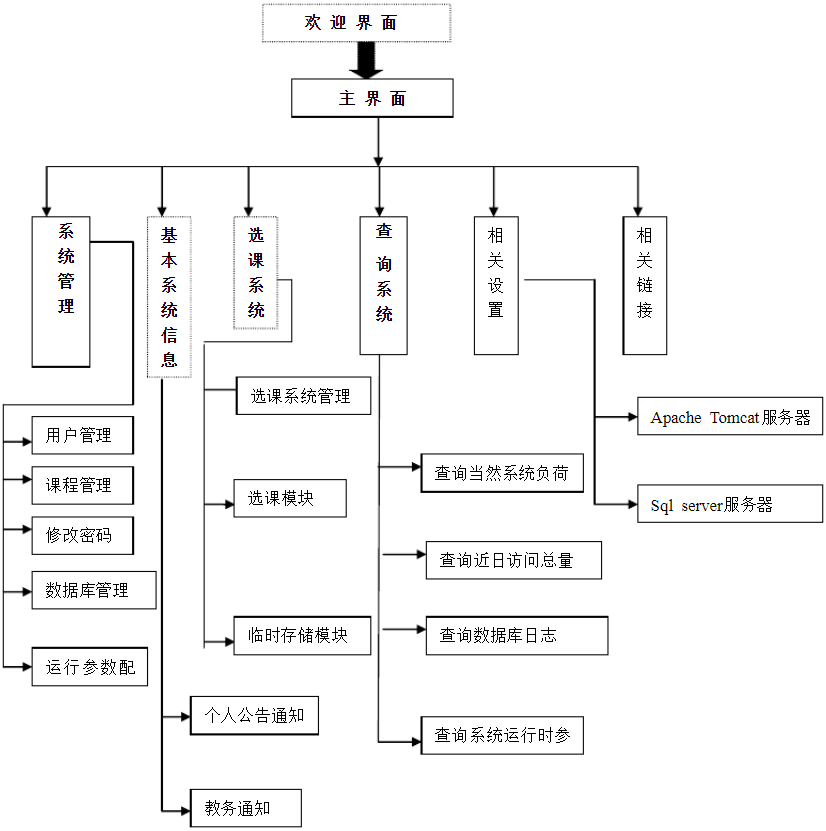 欢 迎 界 面
主 界 面
系统管理
基本系统信息
选课系统
查询系统
相关设置
相关链接
用户管理
课程管理
修改密码
数据库管理
运行参数配
个人公告通知
教务通知
选课系统管理
选课模块
临时存储模块
查询当然系统负荷
查询近日访问总量
查询数据库日志
查询系统运行时参
Apache Tomcat服务器
Sql server服务器